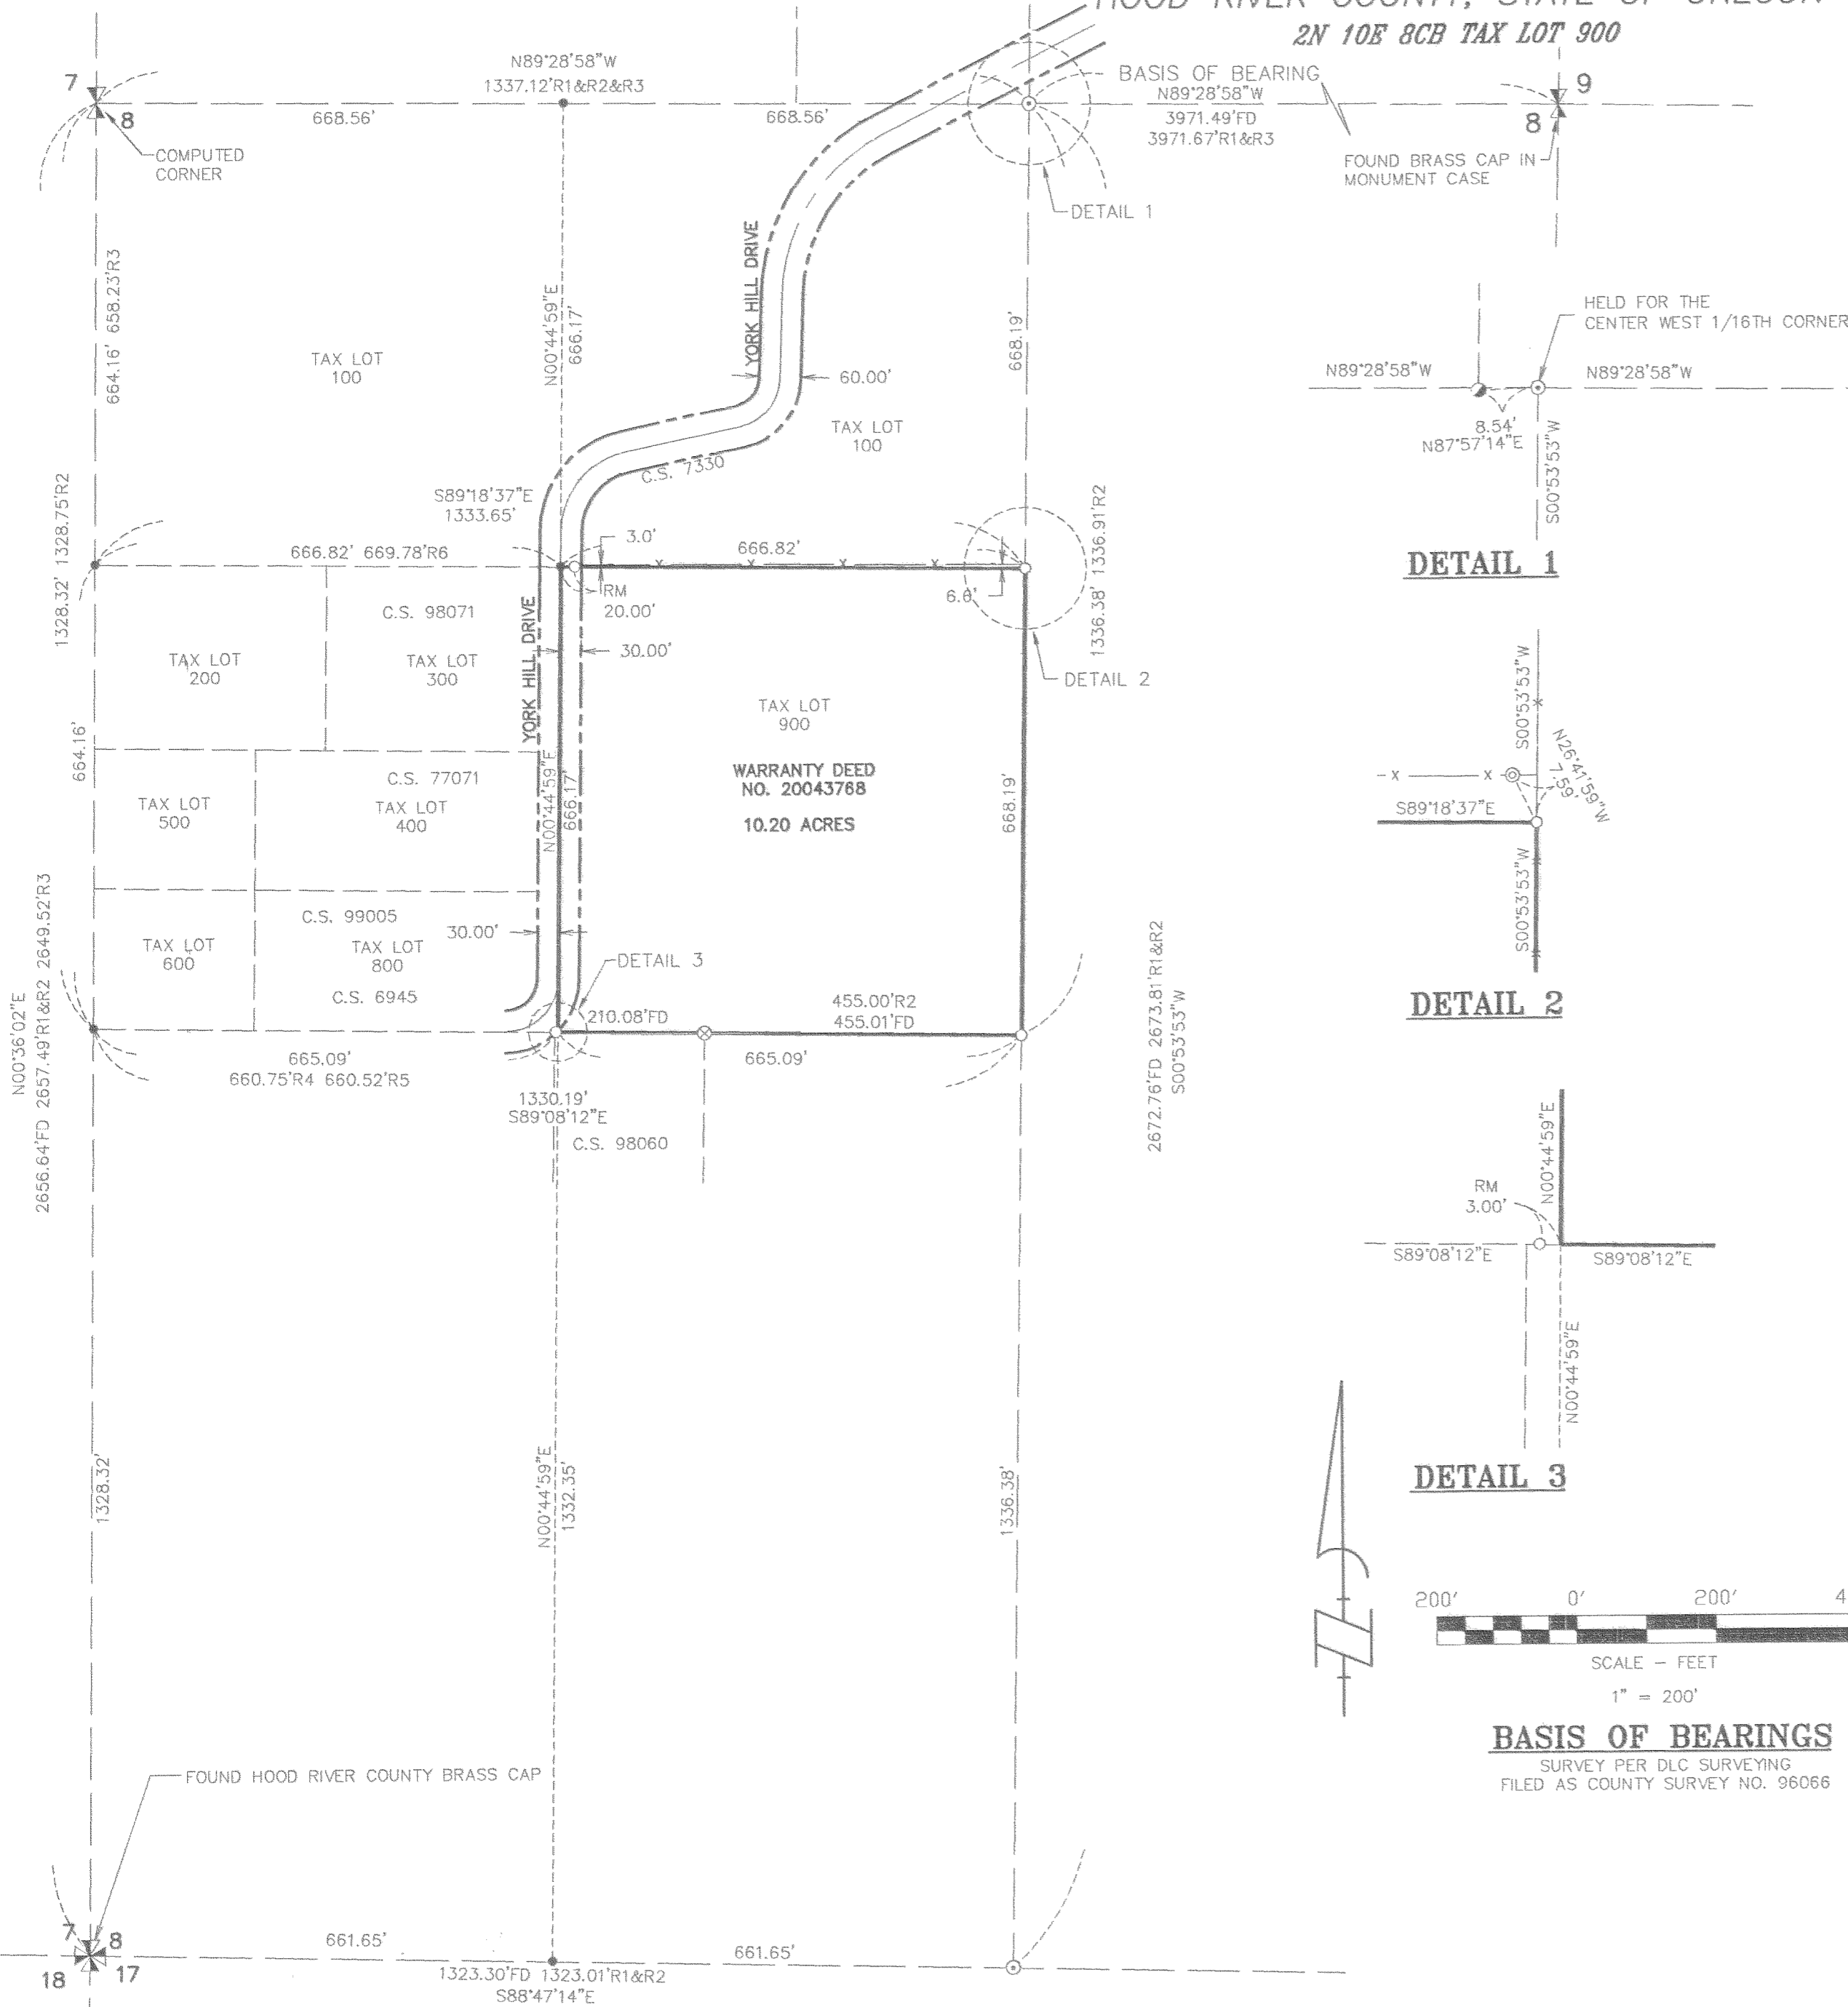 2N 10E 8CB TAX LOT 900
7
8
COMPUTED
CORNER
N89°28'58"W
1337.12'R1&R2&R3
668.56'
668.56'
BASIS OF BEARING
N89°28'58"W
3971.49'FD
3971.67'R1&R3
9
8
FOUND BRASS CAP IN
MONUMENT CASE
DETAIL 1
664.16' 658.23'R3
TAX LOT
100
N00°44'59"E
666.17'
YORK HILL DRIVE
60.00'
668.19'
TAX LOT
100
C.S. 7330
HELD FOR THE
CENTER WEST 1/16TH CORNER
N89°28'58"W
N89°28'58"W
8.54'
N87°57'14"E
S00°53'53"W
DETAIL 1
1328.32' 1328.75'R2
S89°18'37"E
1333.65'
666.82' 669.78'R6
3.0'
666.82'
RM
20.00'
6.6'
1336.38' 1336.91'R2
C.S. 98071
TAX LOT
200
TAX LOT
300
YORK HILL DRIVE
30.00'
DETAIL 2
TAX LOT
900
WARRANTY DEED
NO. 20043768
10.20 ACRES
664.16'
C.S. 77071
TAX LOT
500
TAX LOT
400
N00°44'59"E
666.17'
668.19'
S00°53'53"W
N26°41'59"W
7.59'
S89°18'37"E
S00°53'53"W
DETAIL 2
C.S. 99005
TAX LOT
600
30.00'
TAX LOT
800
C.S. 6945
DETAIL 3
210.08'FD
455.00'R2
455.01'FD
665.09'
660.75'R4 660.52'R5
665.09'
1330.19'
S89°08'12"E
C.S. 98060
N00°36'02"E
2656.64'FD 2657.49'R1&R2 2649.52'R3
2672.76'FD 2673.81'R1&R2
S00°53'53"W
N00°44'59"E
RM
3.00'
S89°08'12"E
S89°08'12"E
N00°44'59"E
DETAIL 3
1328.32'
N00°44'59"E
1332.35'
1336.38'
200'
0'
200'
4
SCALE - FEET
1" = 200'
BASIS OF BEARINGS
SURVEY PER DLC SURVEYING
FILED AS COUNTY SURVEY NO. 96066
FOUND HOOD RIVER COUNTY BRASS CAP
7
8
18
17
661.65'
661.65'
1323.30'FD 1323.01'R1&R2
S88°47'14"E